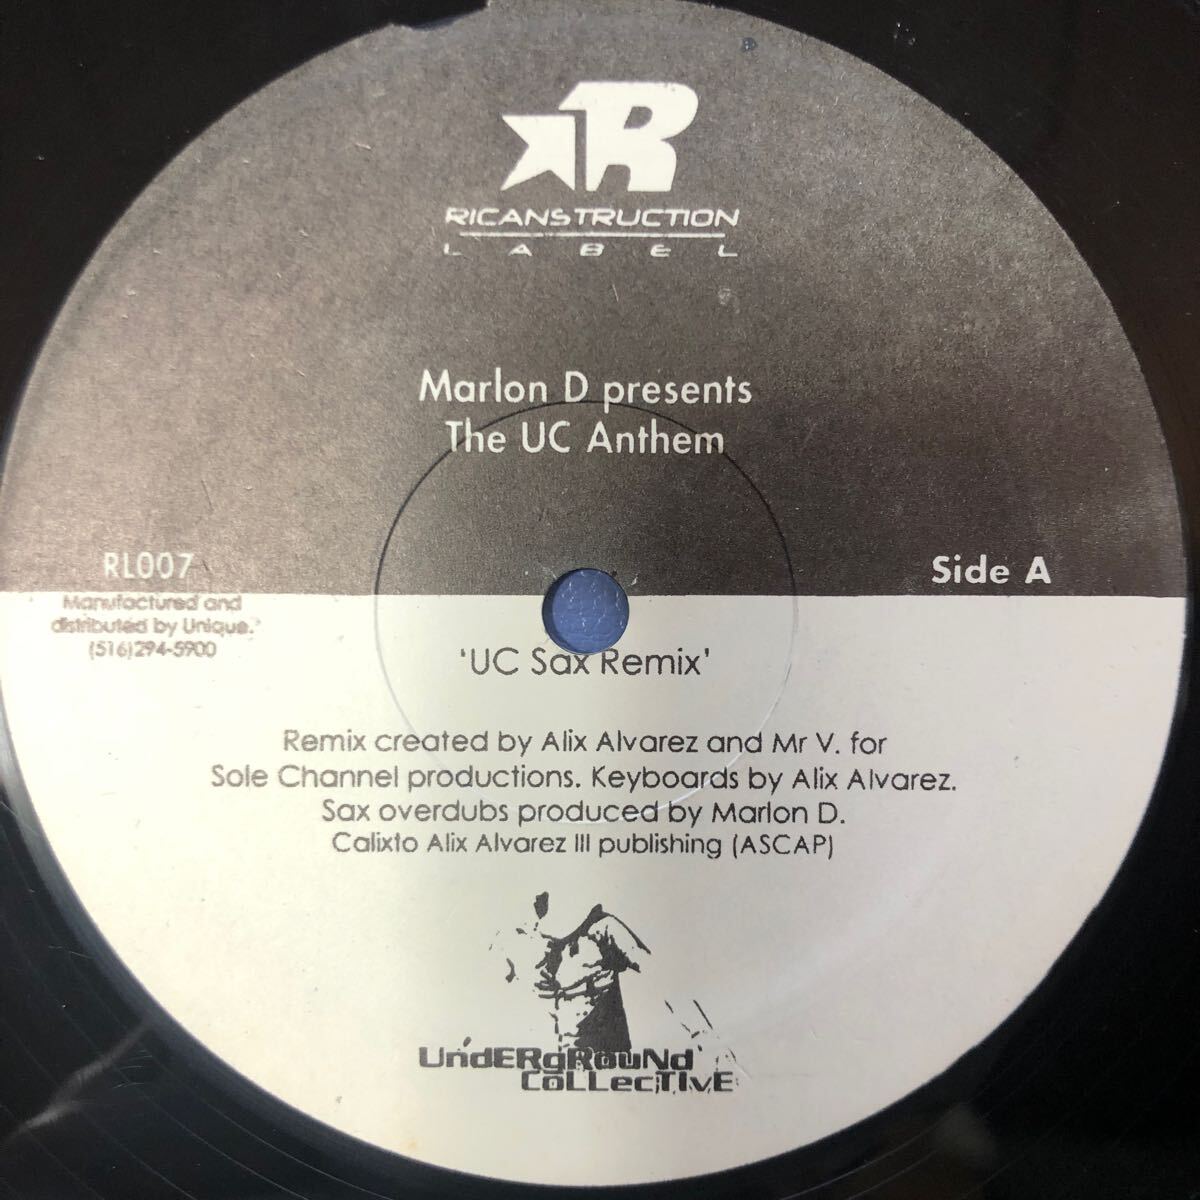 R
RICANSTRUCTION
LABEL
Marlon D presents
The UC Anthem
RL007
Side A
Manufactured and
distributed by Unique.
(516)294-5900
'UC Sax Remix'
Remix created by Alix Alvarez and Mr V. for
Sole Channel productions. Keyboards by Alix Alvarez.
Sax overdubs produced by Marlon D.
Calixto Alix Alvarez III publishing (ASCAP)
UndERgRouNd
CoLLecTIvE